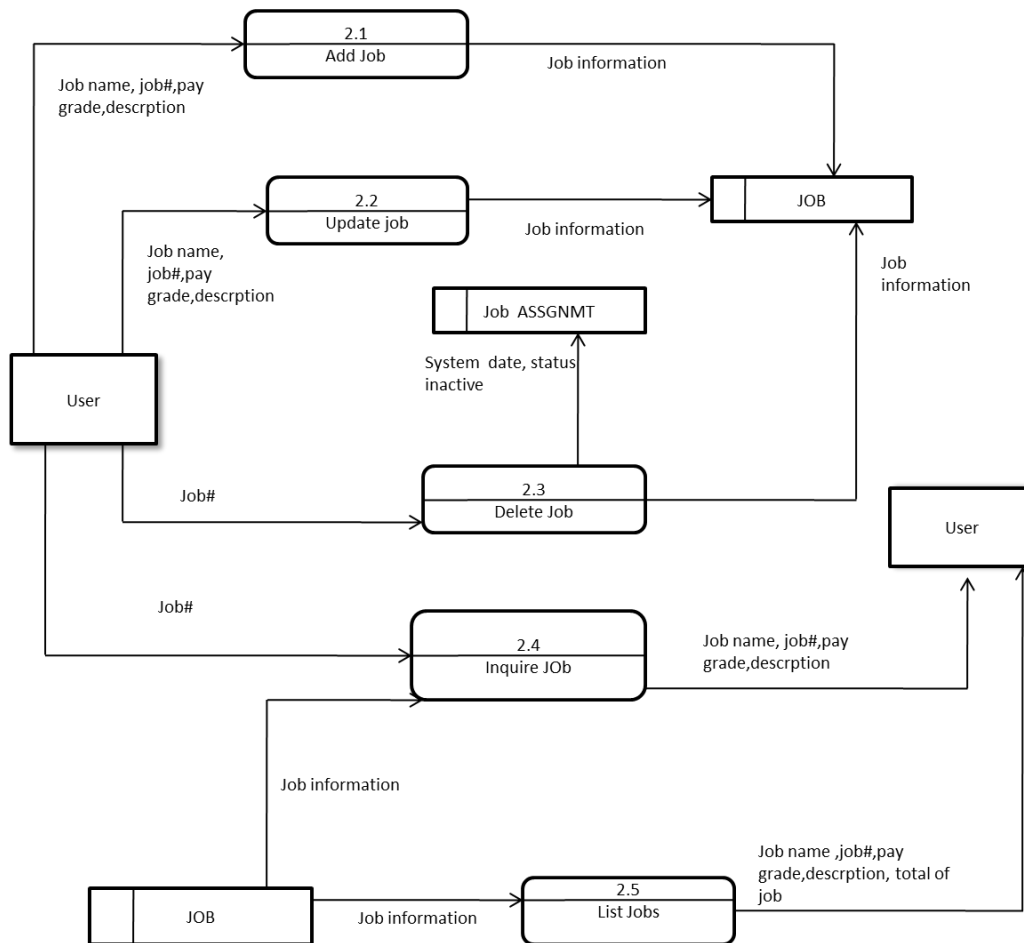 2.1
Add Job
Job name, job#,pay
grade,descrption
Job information
2.2
Update job
JOB
Job information
Job name,
job#,pay
grade,descrption
Job
information
Job  ASSGNMT
System  date, status
inactive
User
2.3
Delete Job
Job#
User
Job#
2.4
Inquire JOb
Job name, job#,pay
grade,descrption
Job information
Job name ,job#,pay
grade,descrption, total of
job
2.5
List Jobs
JOB
Job information